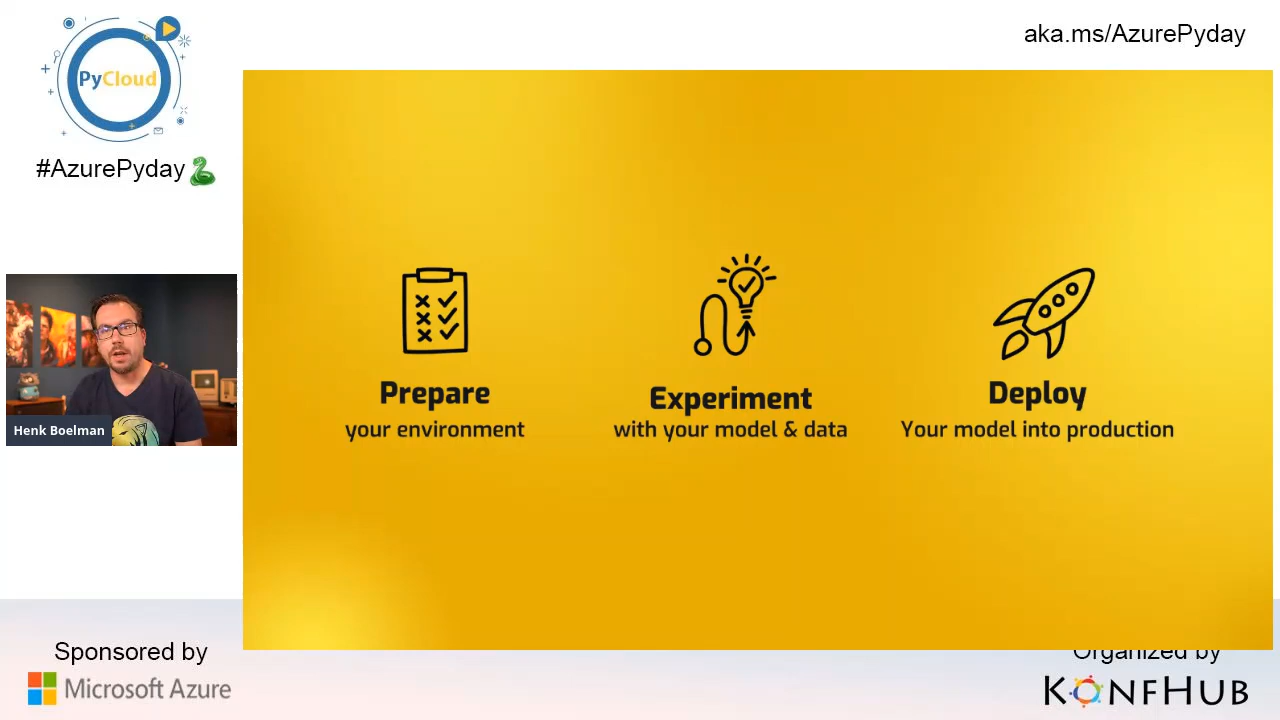 aka.ms/AzurePyday
PyCloud
#AzurePyday
Henk Boelman
Prepare
your environment
Experiment
with your model & data
Deploy
Your model into production
Sponsored by
Microsoft Azure
Organized by
KONFHUB